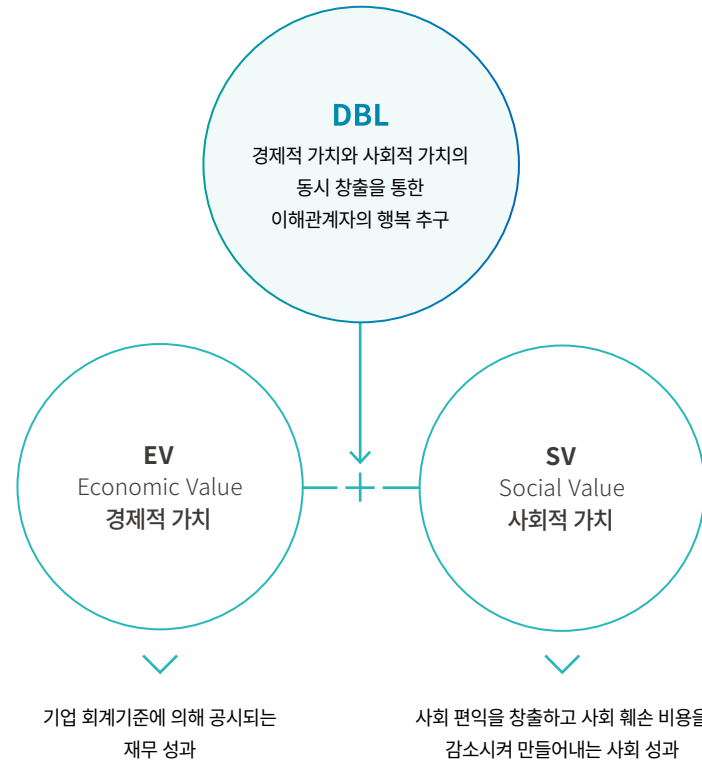 DBL
경제적 가치와 사회적 가치의
동시 창출을 통한
이해관계자의 행복 추구
EV
Economic Value
경제적 가치
SV
Social Value
사회적 가치
기업 회계기준에 의해 공시되는
재무 성과
사회 편익을 창출하고 사회 훼손 비용을
감소시켜 만들어내는 사회 성과